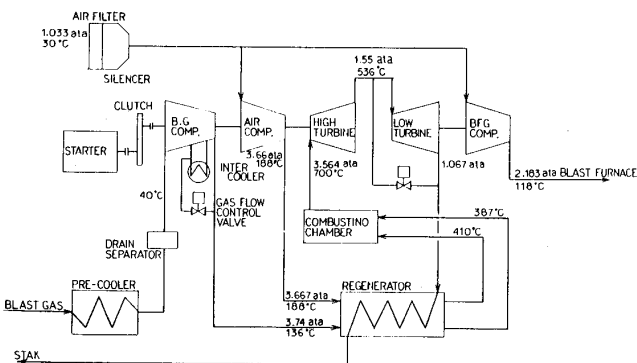 AIR FILTER
1.033 ata
30°C
SILENCER
1.55 ata
536°C
CLUTCH
B.G
COMP.
AIR
COMP.
HIGH
TURBINE
LOW
TURBINE
BFG
COMP.
STARTER
3.66 ata
188°C
INTER
COOLER
3.564 ata
700°C
1.067 ata
2.183 ata BLAST FURNACE
118°C
40°C
GAS FLOW
CONTROL
VALVE
COMBUSTINO
CHAMBER
387°C
410°C
DRAIN
SEPARATOR
PRE-COOLER
REGENERATOR
BLAST GAS
3.667 ata
188°C
3.74 ata
136°C
STAK